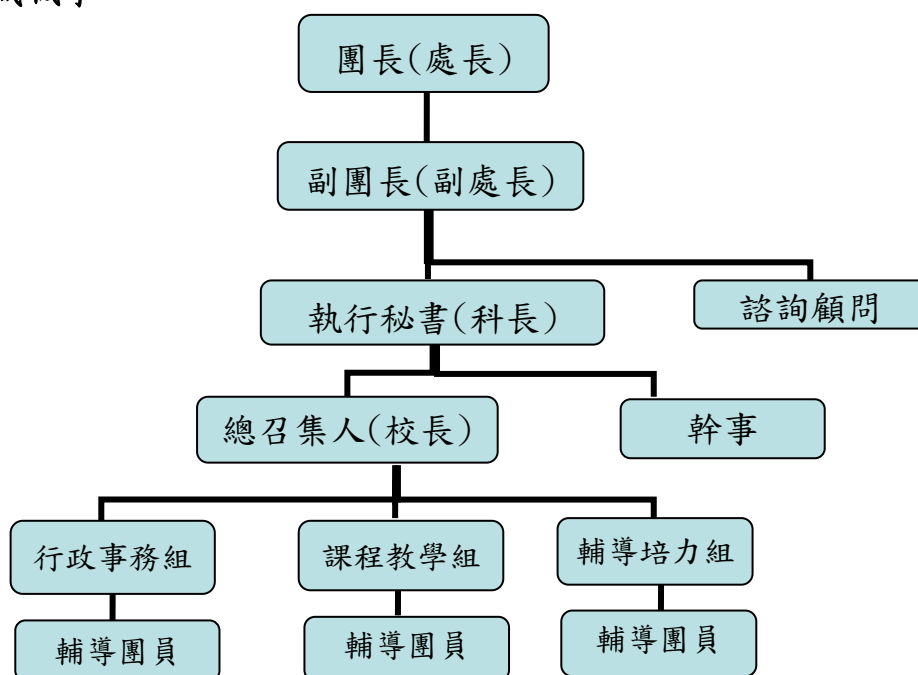 團長(處長)
副團長(副處長)
執行秘書(科長)
諮詢顧問
總召集人(校長)
幹事
行政事務組
課程教學組
輔導培力組
輔導團員
輔導團員
輔導團員